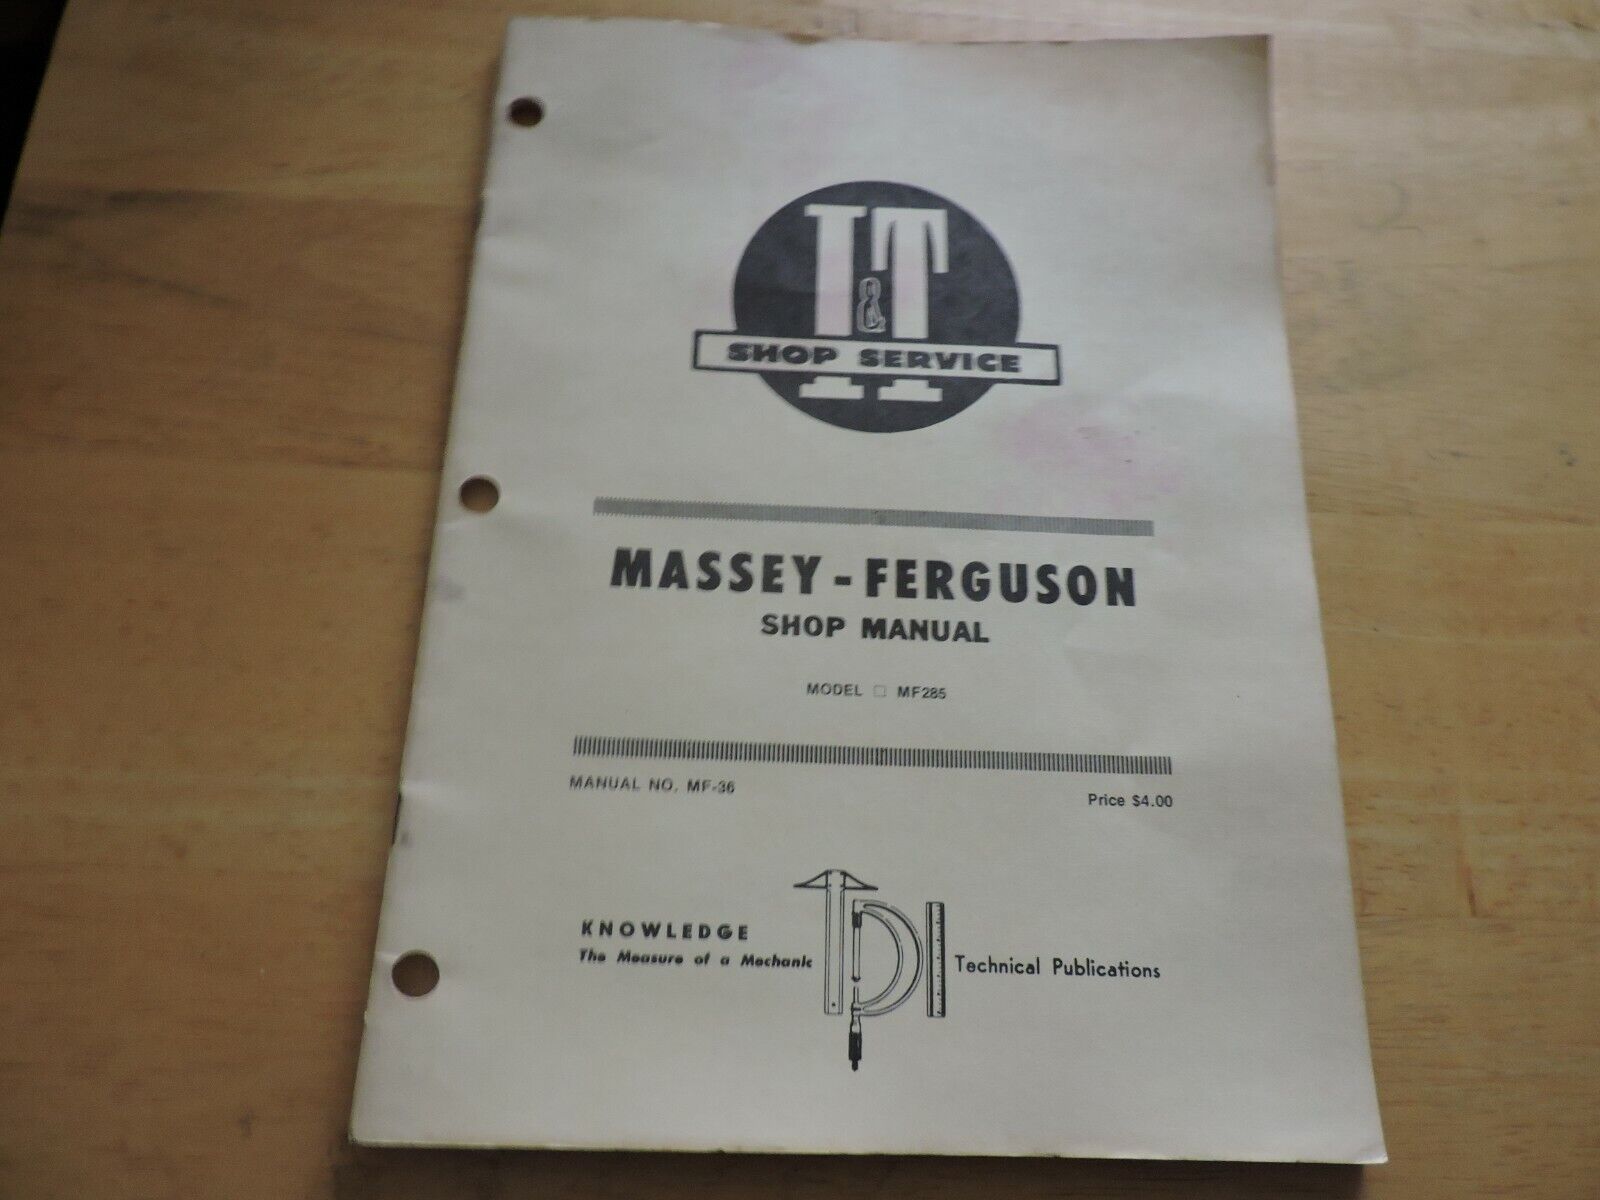 I&T
SHOP SERVICE
MASSEY-FERGUSON
SHOP MANUAL
MODEL □ MF285
MANUAL NO. MF-36
Price $4.00
KNOWLEDGE
The Measure of a Mechanic
TPI
Technical Publications